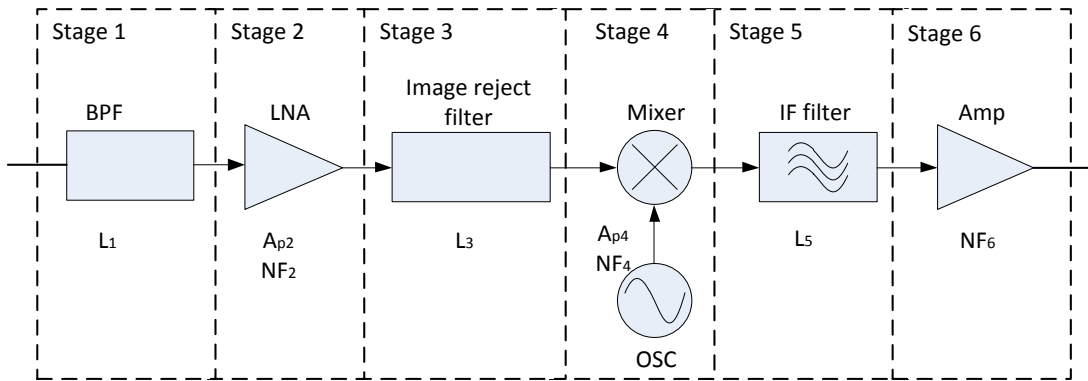 Stage 1
Stage 2
Stage 3
Stage 4
Stage 5
Stage 6
BPF
LNA
Image reject
filter
Mixer
IF filter
Amp
L1
Ap2
NF2
L3
Ap4
NF4
L5
NF6
OSC